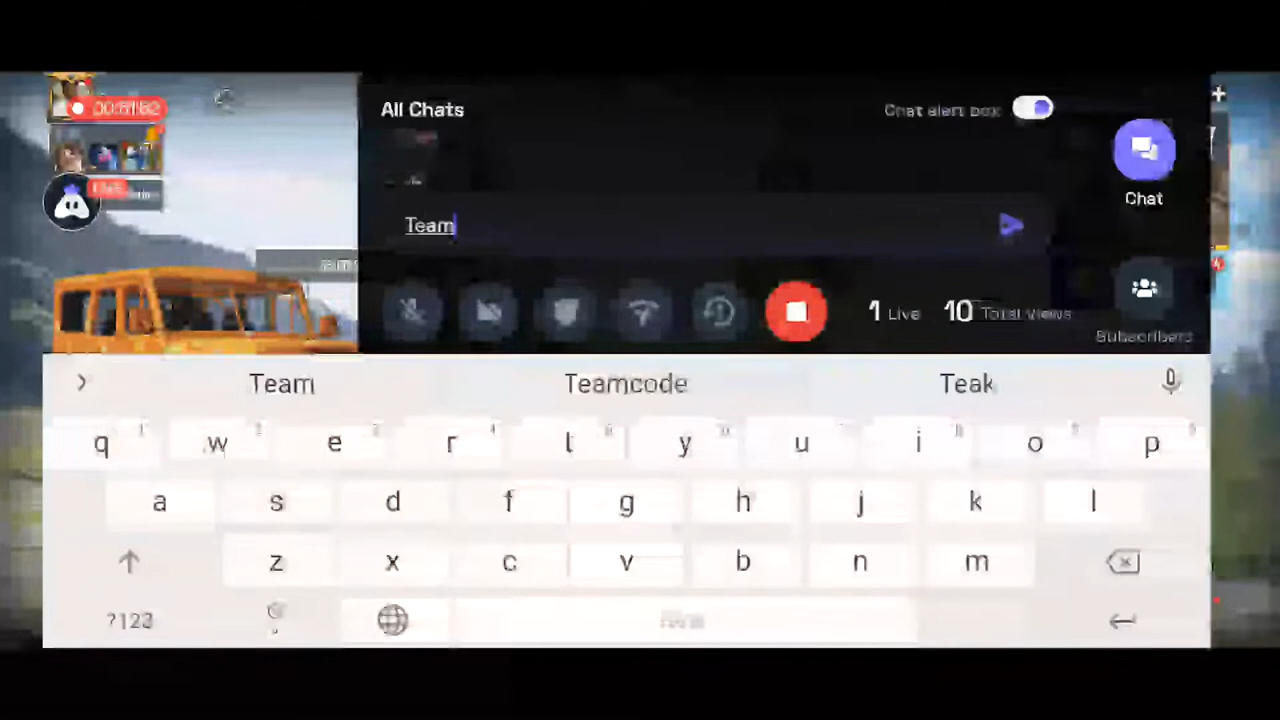 All Chats
Chat alert box
Chat
Team
1 Live
10 Total Views
Subscribers
Team
Teamcode
Teak
q w e r t y u i o p
a s d f g h j k l
z x c v b n m
?123